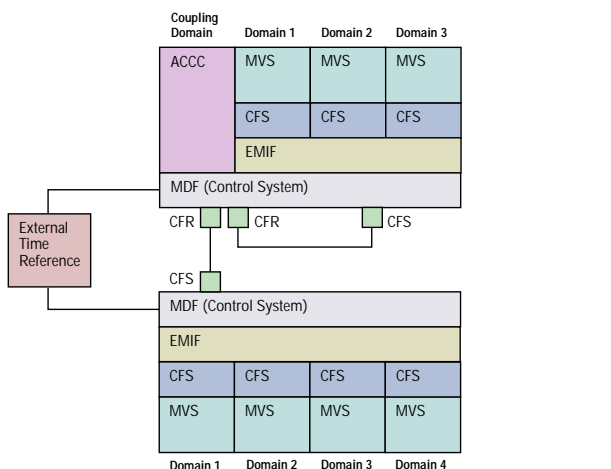 Coupling
Domain
Domain 1
Domain 2
Domain 3
ACCC
MVS
MVS
MVS
CFS
CFS
CFS
EMIF
MDF (Control System)
CFR
CFR
CFS
External
Time
Reference
CFS
MDF (Control System)
EMIF
CFS
CFS
CFS
CFS
MVS
MVS
MVS
MVS
Domain 1
Domain 2
Domain 3
Domain 4